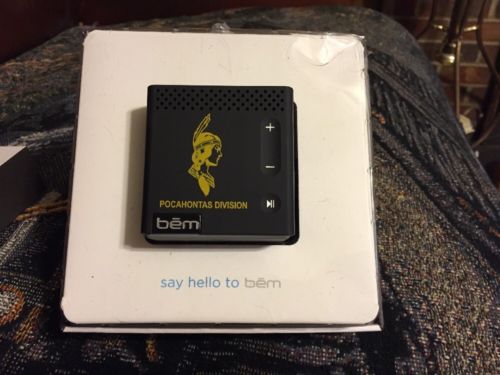 +
-
POCAHONTAS DIVISION
bēm
say hello to bēm